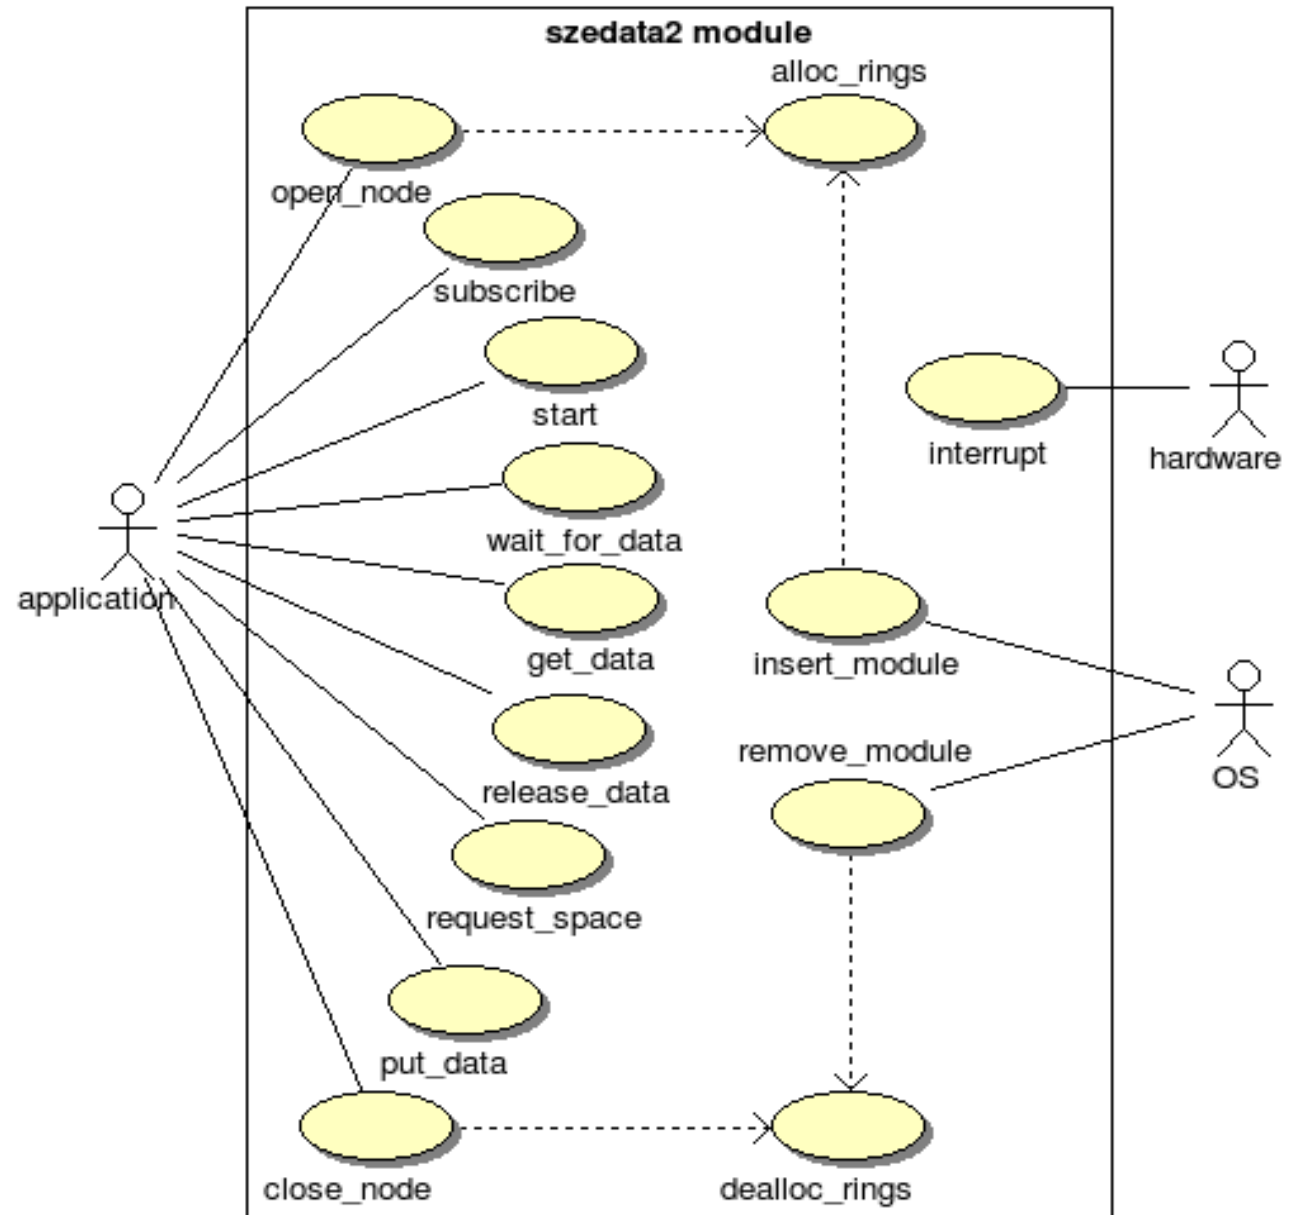 szedata2 module
alloc_rings
open_node
subscribe
start
interrupt
hardware
wait_for_data
application
get_data
insert_module
remove_module
OS
release_data
request_space
put_data
close_node
dealloc_rings